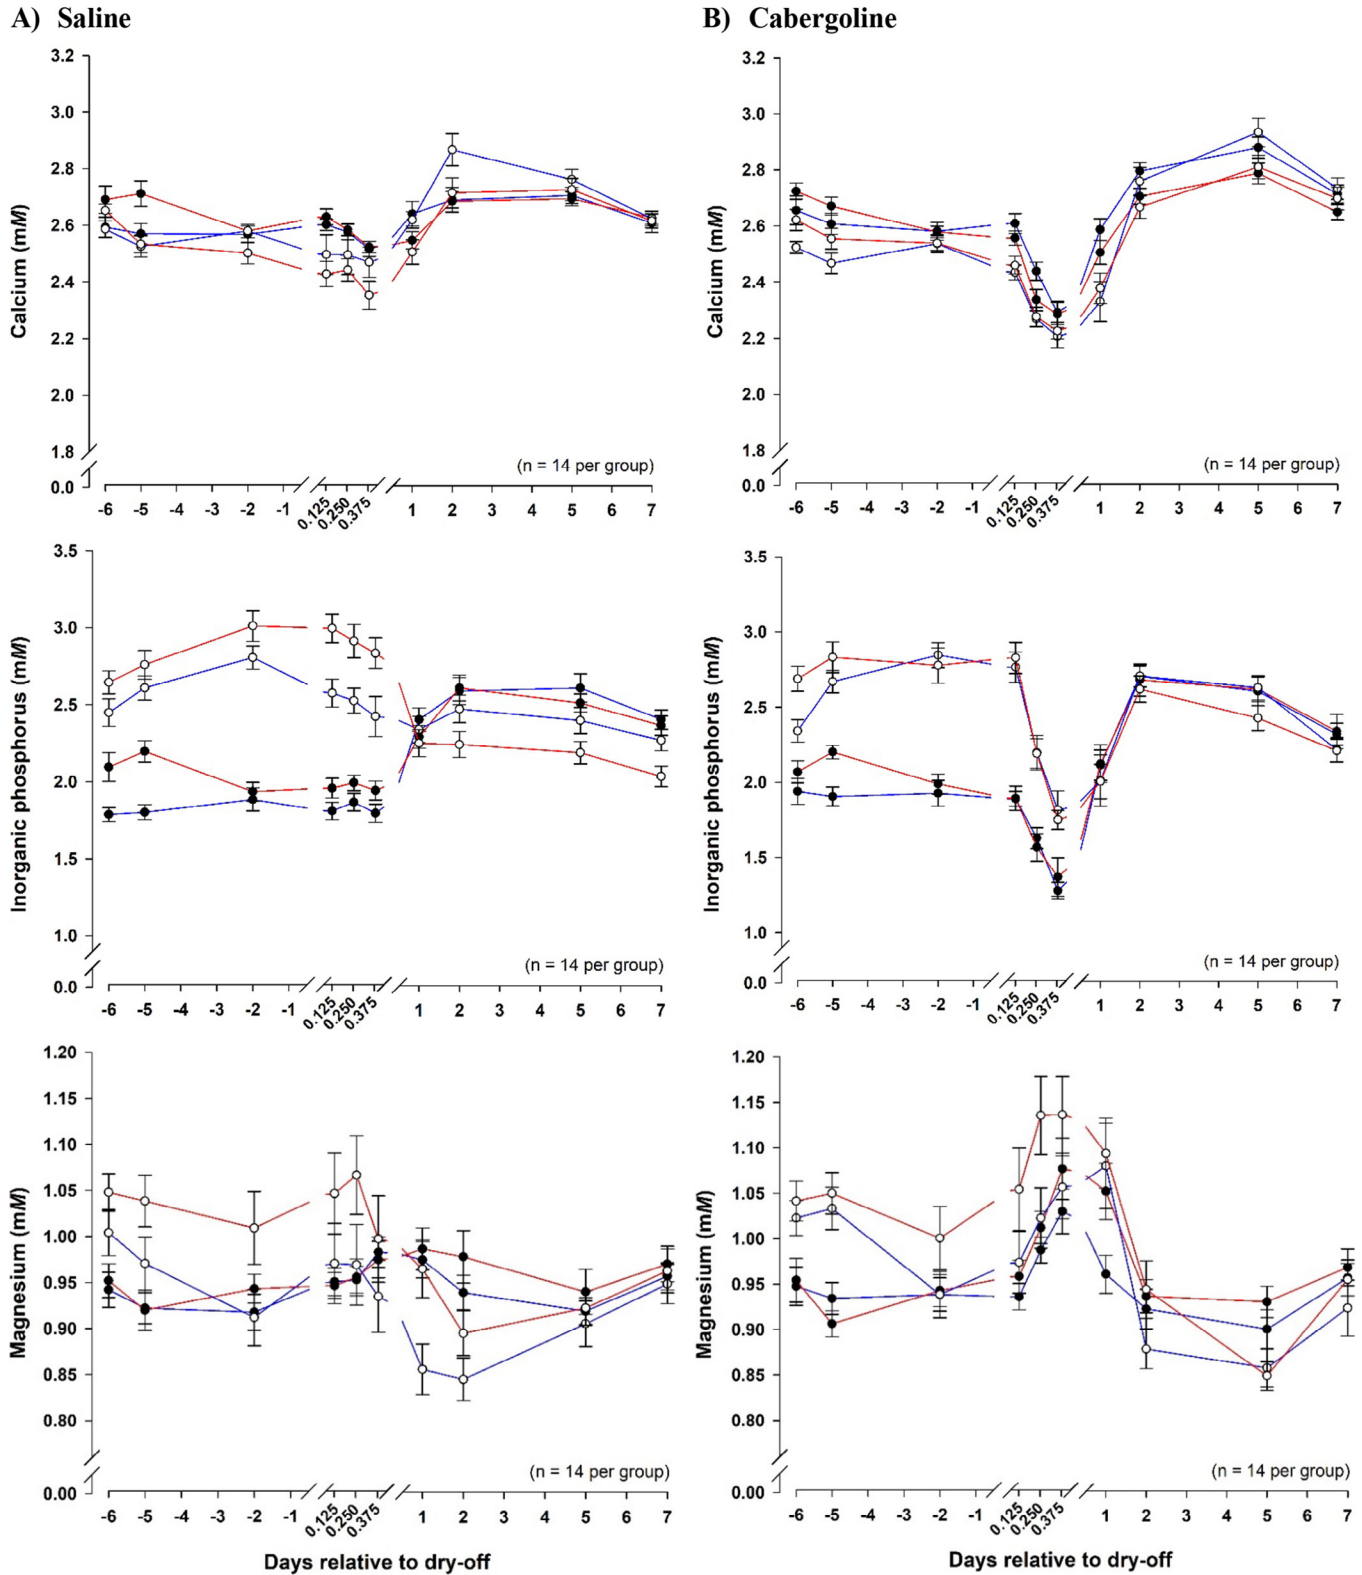 A) Saline
B) Cabergoline
3.2
3.0
2.8
2.6
2.4
2.2
2.0
1.8
0.0
Calcium (mM)
(n = 14 per group)
-6 -5 -4 -3 -2 -1 0.125 0.250 0.375 1 2 3 4 5 6 7
3.2
3.0
2.8
2.6
2.4
2.2
2.0
1.8
0.0
Calcium (mM)
(n = 14 per group)
-6 -5 -4 -3 -2 -1 0.125 0.250 0.375 1 2 3 4 5 6 7
3.5
3.0
2.5
2.0
1.5
1.0
0.0
Inorganic phosphorus (mM)
(n = 14 per group)
-6 -5 -4 -3 -2 -1 0.125 0.250 0.375 1 2 3 4 5 6 7
3.5
3.0
2.5
2.0
1.5
1.0
0.0
Inorganic phosphorus (mM)
(n = 14 per group)
-6 -5 -4 -3 -2 -1 0.125 0.250 0.375 1 2 3 4 5 6 7
1.20
1.15
1.10
1.05
1.00
0.95
0.90
0.85
0.80
0.00
Magnesium (mM)
(n = 14 per group)
-6 -5 -4 -3 -2 -1 0.125 0.250 0.375 1 2 3 4 5 6 7
Days relative to dry-off
1.20
1.15
1.10
1.05
1.00
0.95
0.90
0.85
0.80
0.00
Magnesium (mM)
(n = 14 per group)
-6 -5 -4 -3 -2 -1 0.125 0.250 0.375 1 2 3 4 5 6 7
Days relative to dry-off